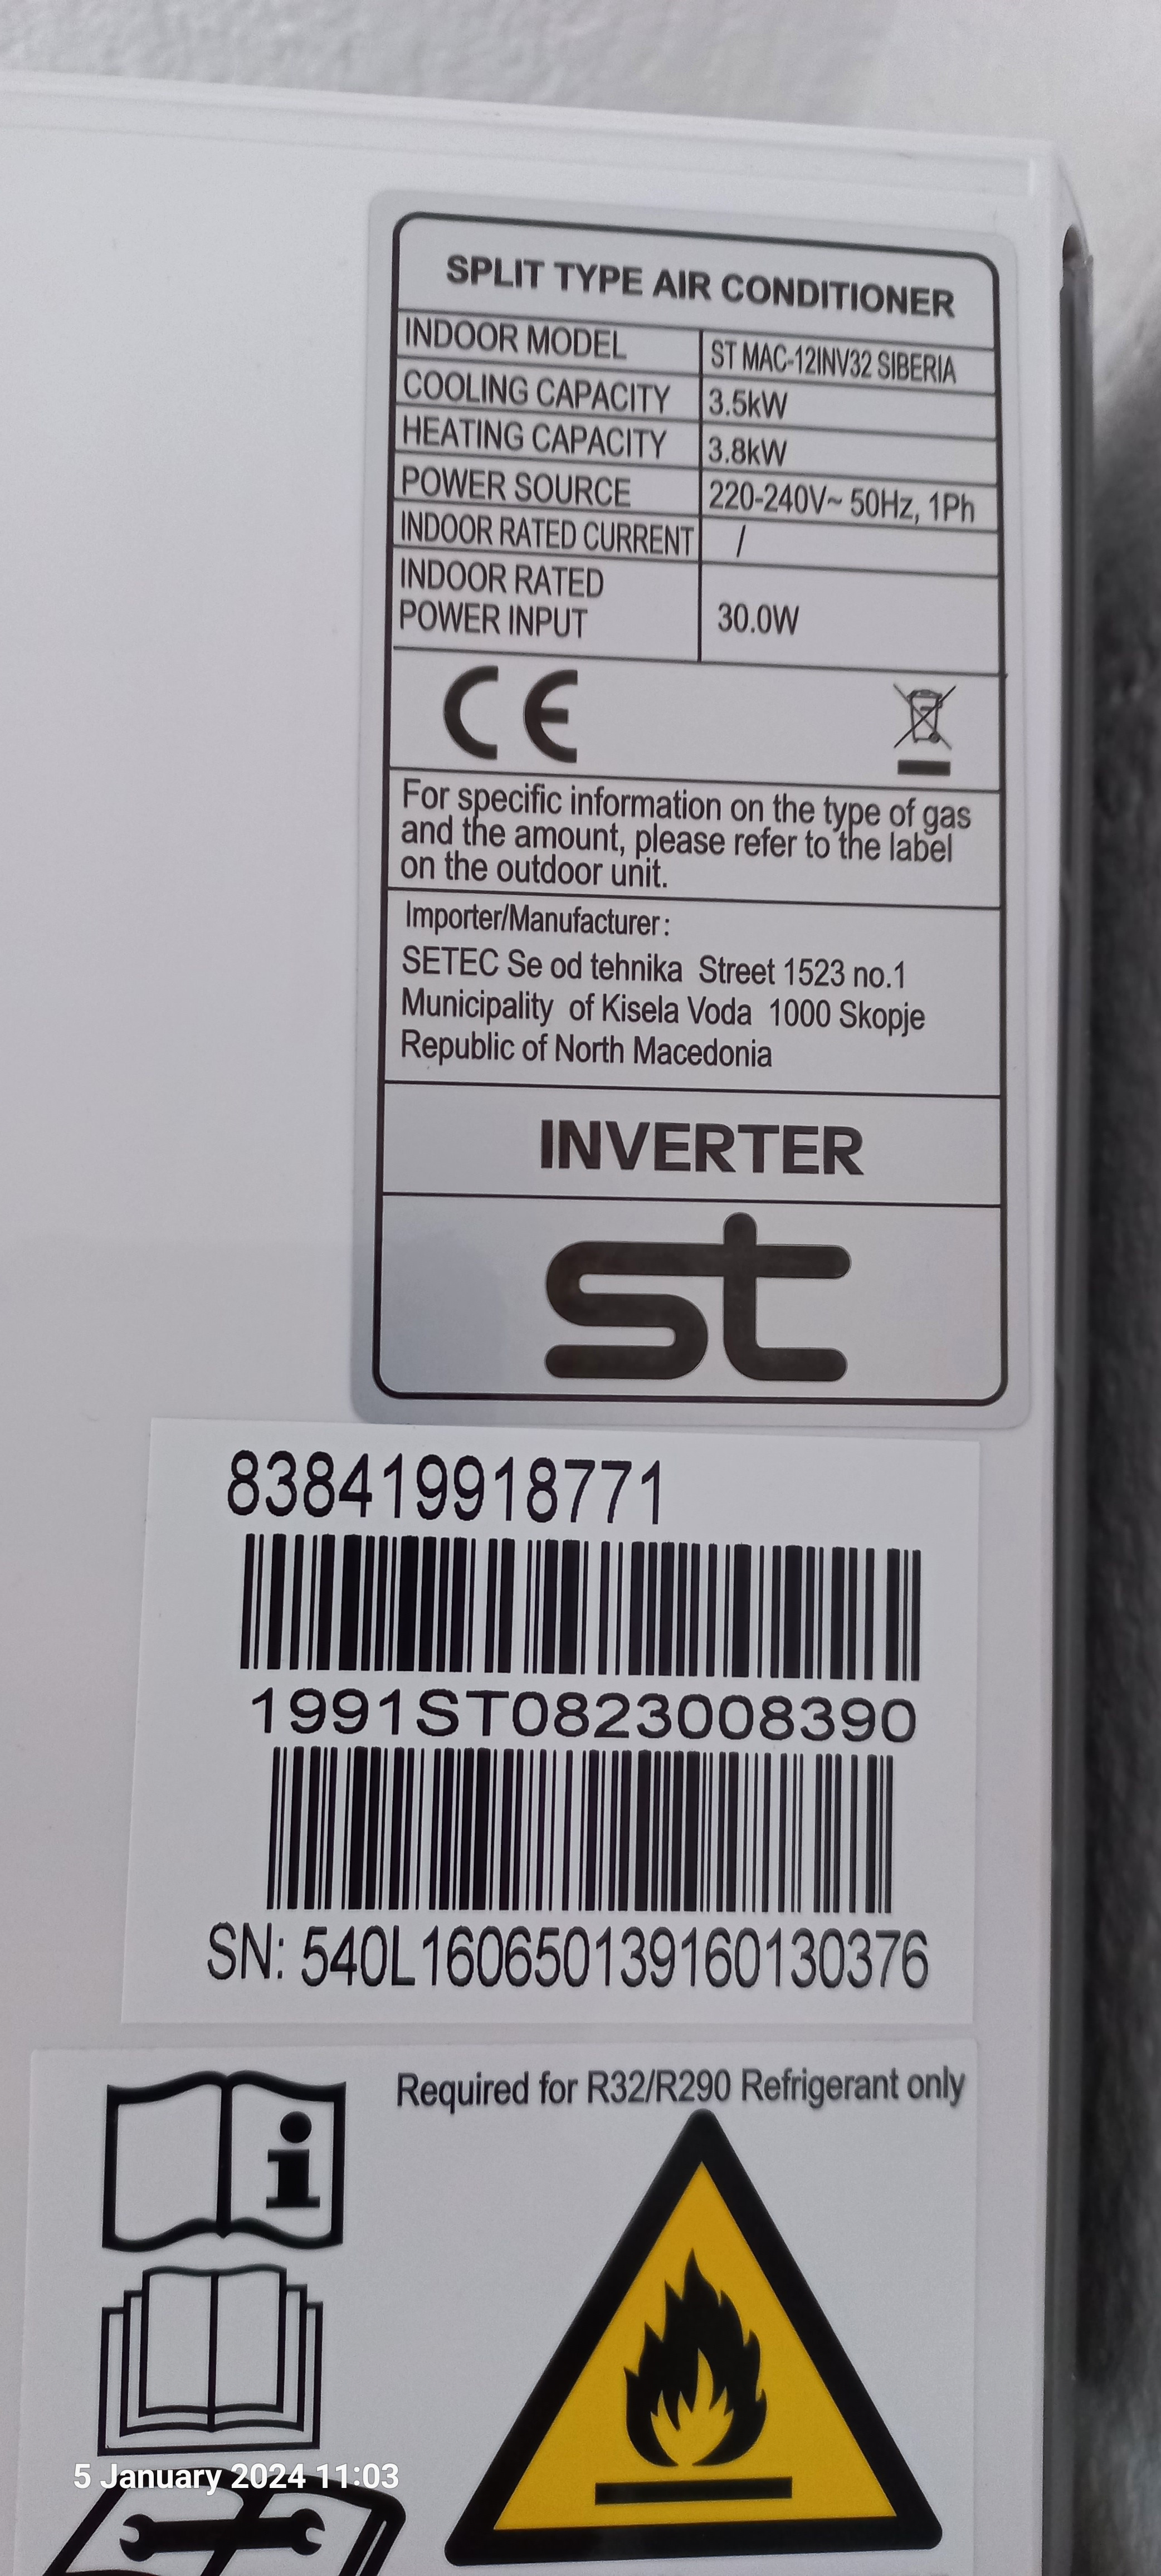 SPLIT TYPE AIR CONDITIONER
INDOOR MODEL ST MAC-12INV32 SIBERIA
COOLING CAPACITY 3.5kW
HEATING CAPACITY 3.8kW
POWER SOURCE 220-240V~ 50Hz, 1Ph
INDOOR RATED CURRENT /
INDOOR RATED
POWER INPUT 30.0W
CE
For specific information on the type of gas
and the amount, please refer to the label
on the outdoor unit.
Importer/Manufacturer:
SETEC Se od tehnika Street 1523 no.1
Municipality of Kisela Voda 1000 Skopje
Republic of North Macedonia
INVERTER
st
838419918771
1991ST0823008390
SN: 540L160650139160130376
Required for R32/R290 Refrigerant only
i
5 January 2024 11:03